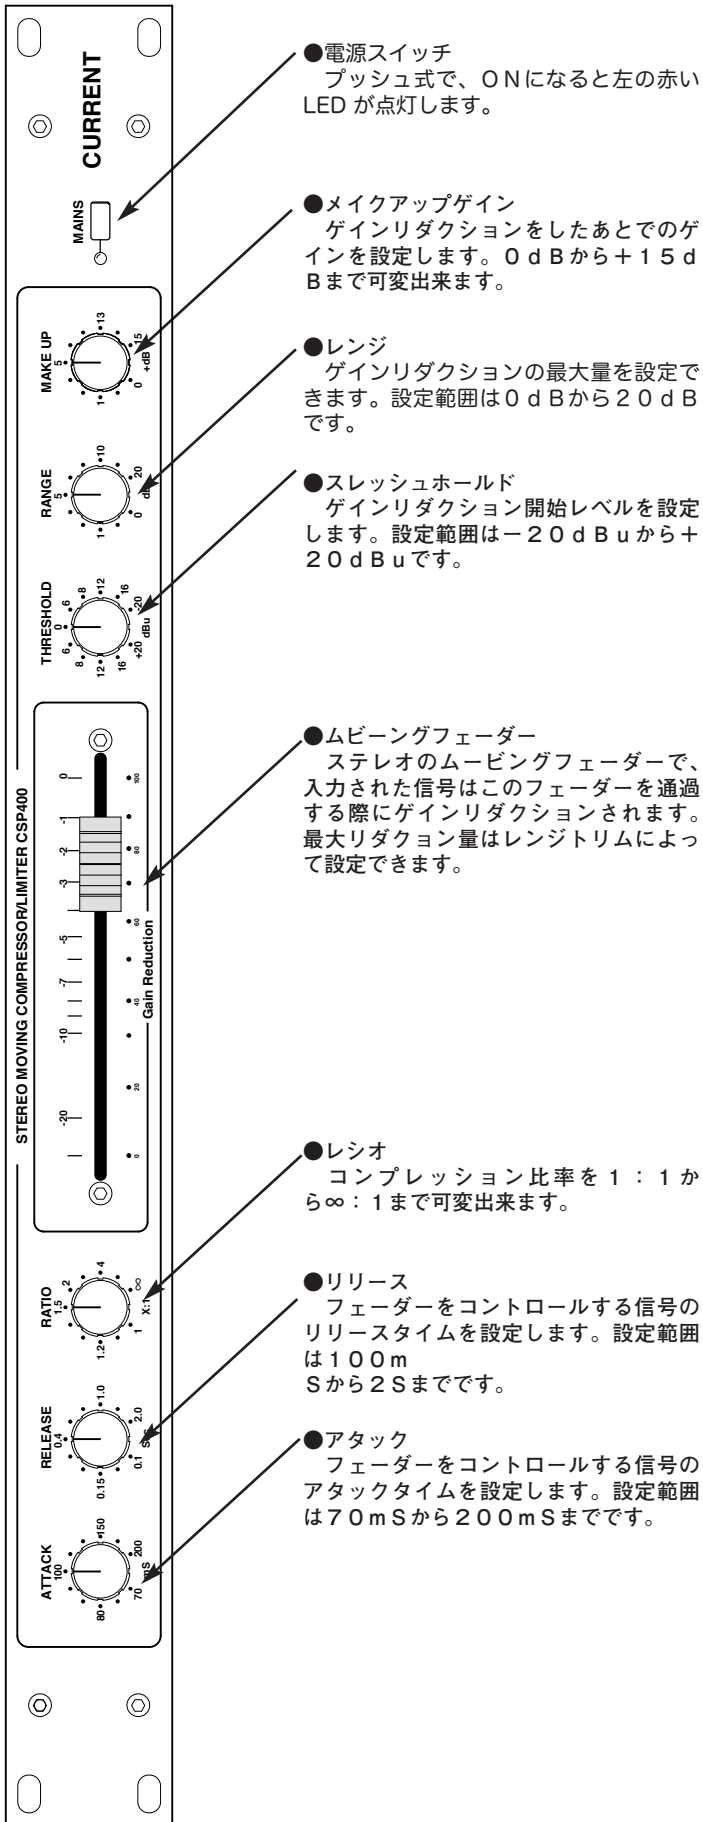 CURRENT
MAINS
MAKE UP
1
5
13
15
0
+dB
RANGE
1
5
10
20
0
THRESHOLD
+20
16
12
8
6
0
6
8
12
16
-20
dBu
STEREO MOVING COMPRESSOR/LIMITER CSP400
0
-1
-2
-3
-5
-7
-10
-20
100
80
60
40
20
0
Gain Reduction
RATIO
1
1.2
1.5
2
4
∞
X:1
RELEASE
0.1
0.15
0.4
1.0
2.0
ATTACK
70
80
100
150
200
mS
●電源スイッチ
プッシュ式で、ＯＮになると左の赤い
LED が点灯します。
●メイクアップゲイン
ゲインリダクションをしたあとでのゲ
インを設定します。０ｄＢから＋１５ｄ
Ｂまで可変出来ます。
●レンジ
ゲインリダクションの最大量を設定で
きます。設定範囲は０ｄＢから２０ｄＢ
です。
●スレッシュホールド
ゲインリダクション開始レベルを設定
します。設定範囲はー２０ｄＢｕから＋
２０ｄＢｕです。
●ムビーングフェーダー
ステレオのムービングフェーダーで、
入力された信号はこのフェーダーを通過
する際にゲインリダクションされます。
最大リダクョン量はレンジトリムによっ
て設定できます。
●レシオ
コンプレッション比率を１：１か
ら∞：１まで可変出来ます。
●リリース
フェーダーをコントロールする信号の
リリースタイムを設定します。設定範囲
は１００ｍ
Ｓから２Ｓまでです。
●アタック
フェーダーをコントロールする信号の
アタックタイムを設定します。設定範囲
は７０ｍＳから２００ｍＳまでです。